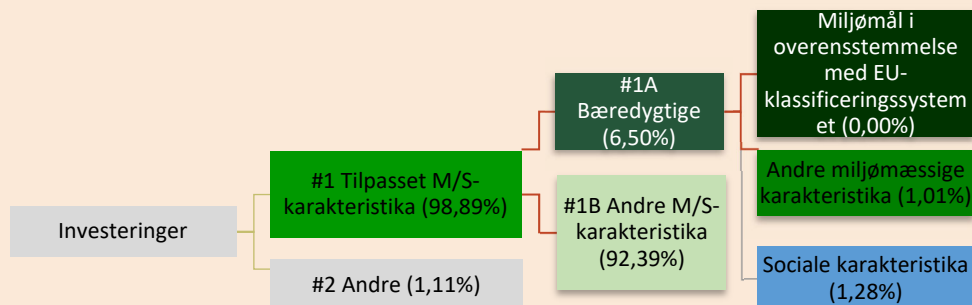 Investeringer
#1 Tilpasset M/S-
karakteristika (98,89%)
#2 Andre (1,11%)
#1A
Bæredygtige
(6,50%)
#1B Andre M/S-
karakteristika
(92,39%)
Miljømål i
overensstemmelse
med EU-
klassificeringssystem
et (0,00%)
Andre miljømæssige
karakteristika (1,01%)
Sociale karakteristika
(1,28%)